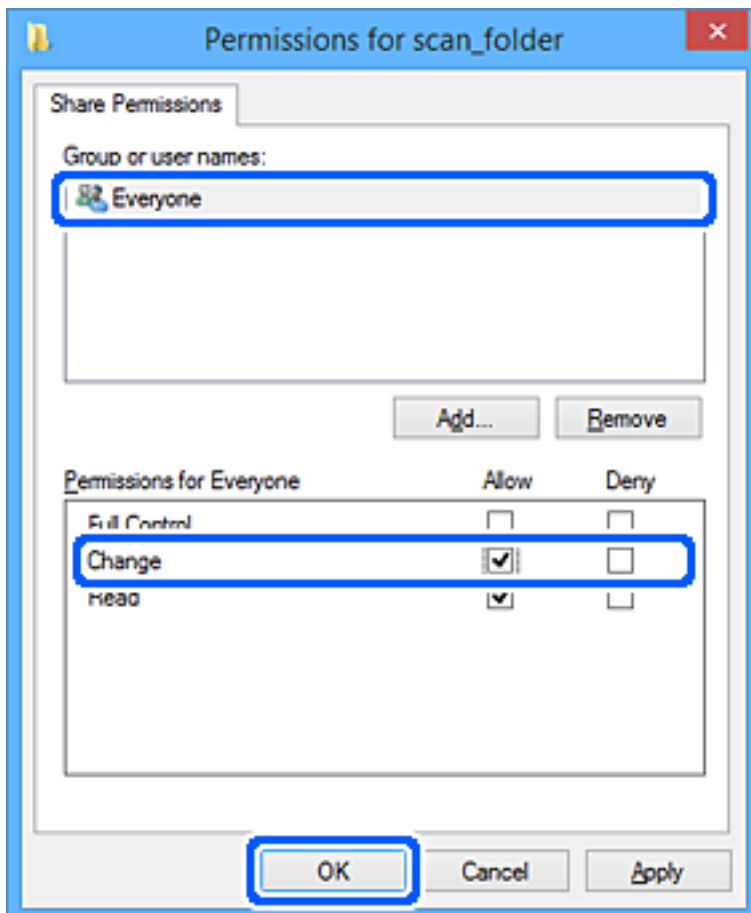 Permissions for scan_folder
Share Permissions
Group or user names:
Everyone
Add... Remove
Permissions for Everyone Allow Deny
Full Control
Change
Read
OK Cancel Apply